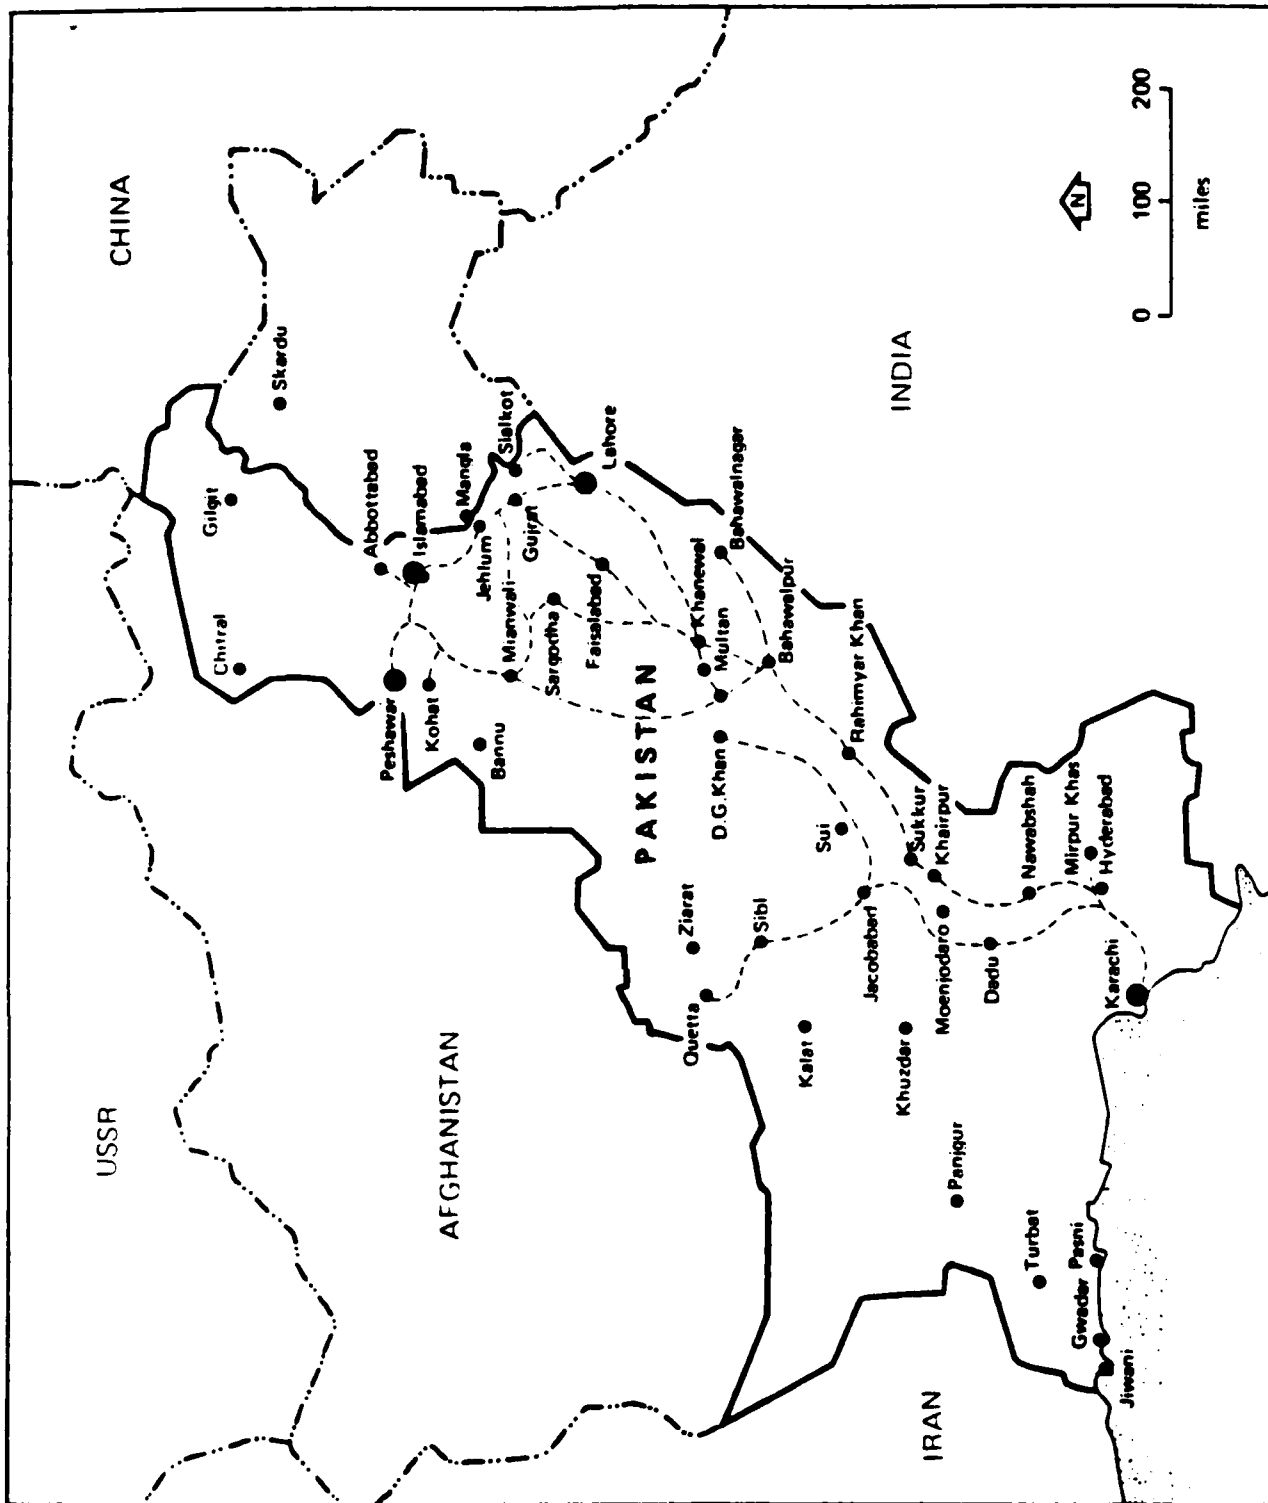 USSR
CHINA
AFGHANISTAN
IRAN
INDIA
PAKISTAN
Gilgit
Skardu
Chitral
Abbottabad
Islamabad
Peshawar
Kohat
Bannu
Mangla
Jehlum
Sialkot
Gujrat
Mianwali
Sargodha
Faisalabad
Lahore
Khanewal
Multan
D.G.Khan
Bahawalnagar
Bahawalpur
Rahimyar Khan
Ziarat
Quetta
Sibi
Sui
Kalat
Jacobabad
Sukkur
Khairpur
Khuzdar
Moenjodaro
Dadu
Nawabshah
Mirpur Khas
Hyderabad
Karachi
Panjgur
Turbat
Pasni
Gwadar
Jiwani
N
0 100 200
miles